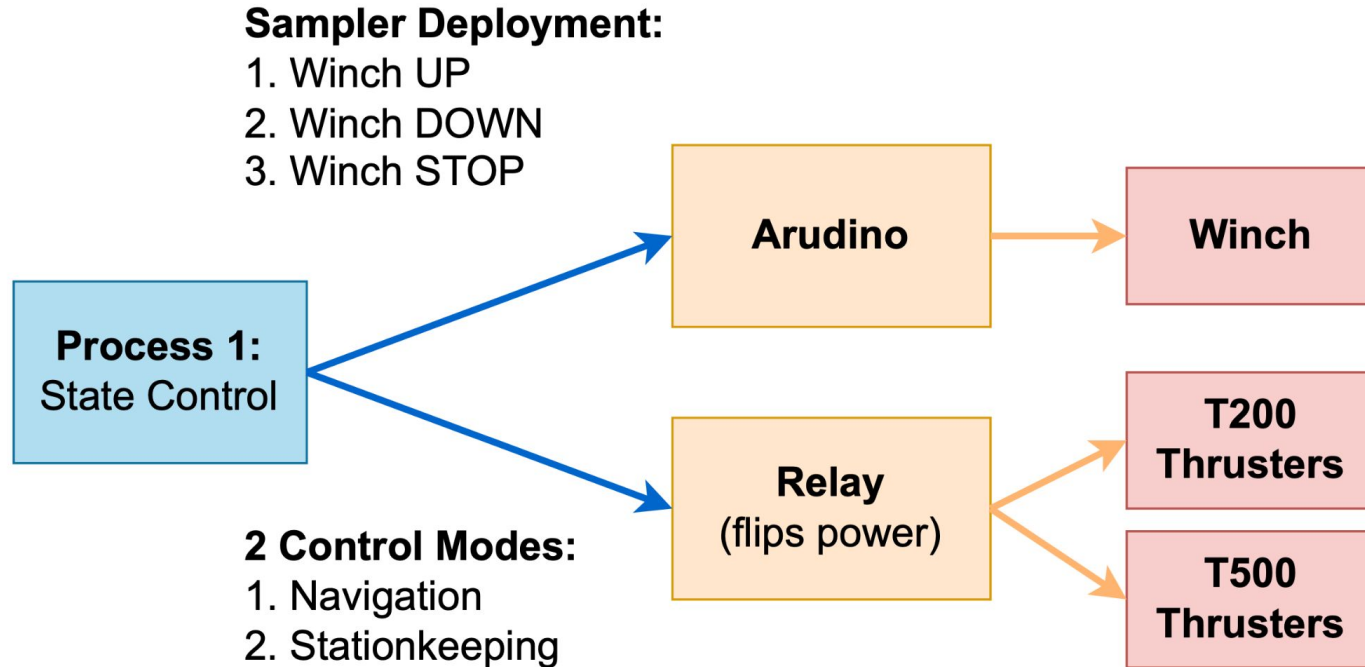 Sampler Deployment:
1. Winch UP
2. Winch DOWN
3. Winch STOP
Arudino
Winch
Process 1:
State Control
T200
Thrusters
Relay
(flips power)
T500
Thrusters
2 Control Modes:
1. Navigation
2. Stationkeeping